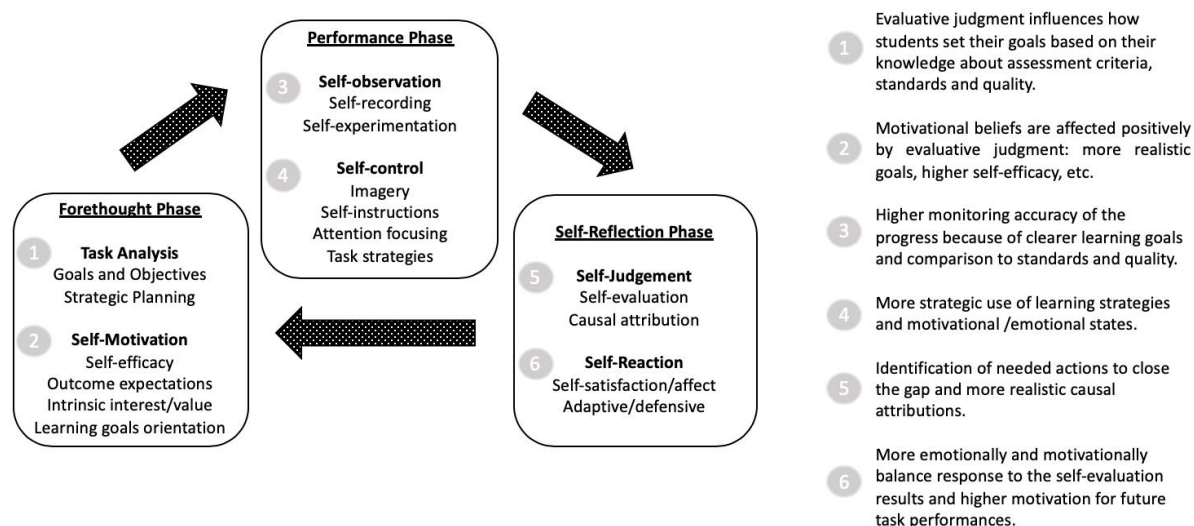 Performance Phase
3
Self-observation
Self-recording
Self-experimentation
4
Self-control
Imagery
Self-instructions
Attention focusing
Task strategies
Forethought Phase
1
Task Analysis
Goals and Objectives
Strategic Planning
2
Self-Motivation
Self-efficacy
Outcome expectations
Intrinsic interest/value
Learning goals orientation
Self-Reflection Phase
5
Self-Judgement
Self-evaluation
Causal attribution
6
Self-Reaction
Self-satisfaction/affect
Adaptive/defensive
1
Evaluative judgment influences how
students set their goals based on their
knowledge about assessment criteria,
standards and quality.
2
Motivational beliefs are affected positively
by evaluative judgment: more realistic
goals, higher self-efficacy, etc.
3
Higher monitoring accuracy of the
progress because of clearer learning goals
and comparison to standards and quality.
4
More strategic use of learning strategies
and motivational /emotional states.
5
Identification of needed actions to close
the gap and more realistic causal
attributions.
6
More emotionally and motivationally
balance response to the self-evaluation
results and higher motivation for future
task performances.